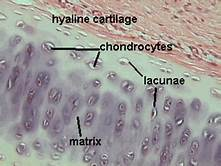 hyaline cartilage
chondrocytes
lacunae
matrix